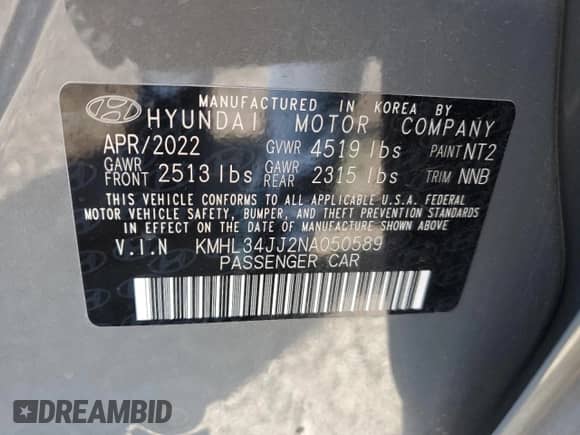 MANUFACTURED IN KOREA BY
HYUNDAI MOTOR COMPANY
APR/2022 GVWR 4519 lbs PAINT NT2
GAWR FRONT 2513 lbs GAWR REAR 2315 lbs TRIM NNB
THIS VEHICLE CONFORMS TO ALL APPLICABLE U.S.A. FEDERAL
MOTOR VEHICLE SAFETY, BUMPER, AND THEFT PREVENTION STANDARDS
IN EFFECT ON THE DATE OF MANUFACTURE SHOWN ABOVE
V.I.N KMHL34JJ2NA050589
PASSENGER CAR
DREAMBID